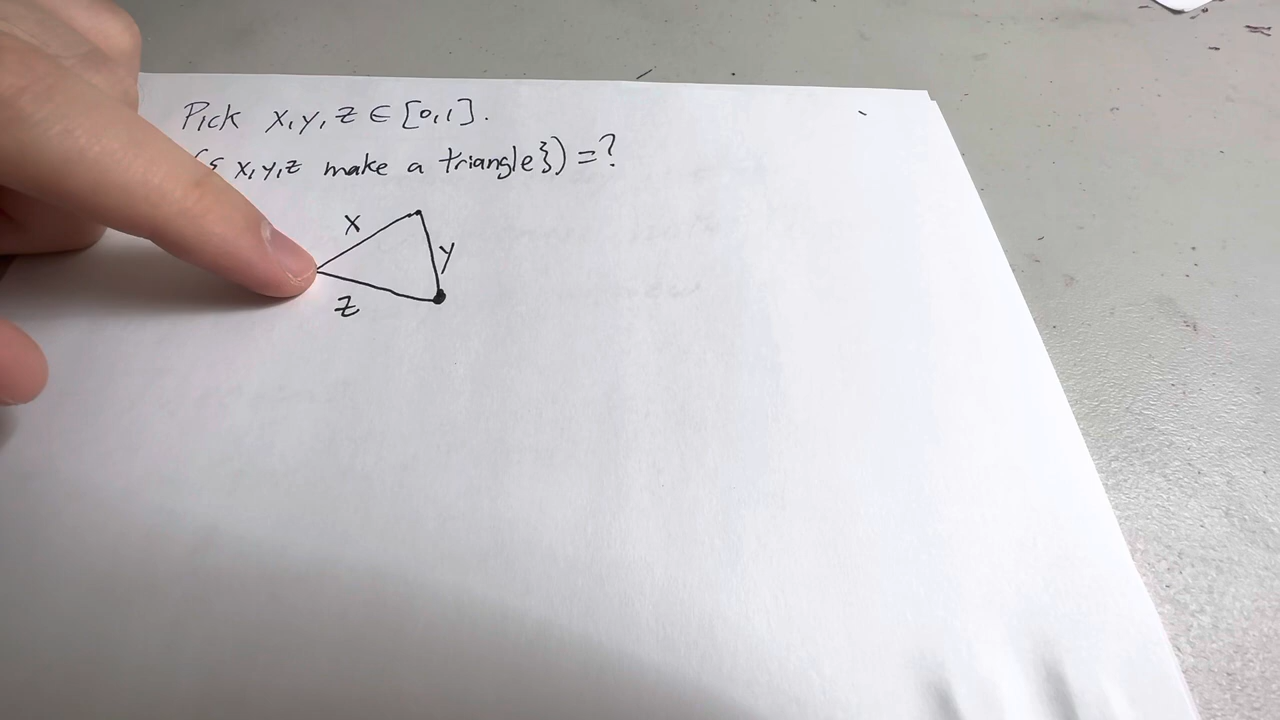 Pick x,y,z ∈ [0,1].
x,y,z make a triangle}) = ?
x
y
z